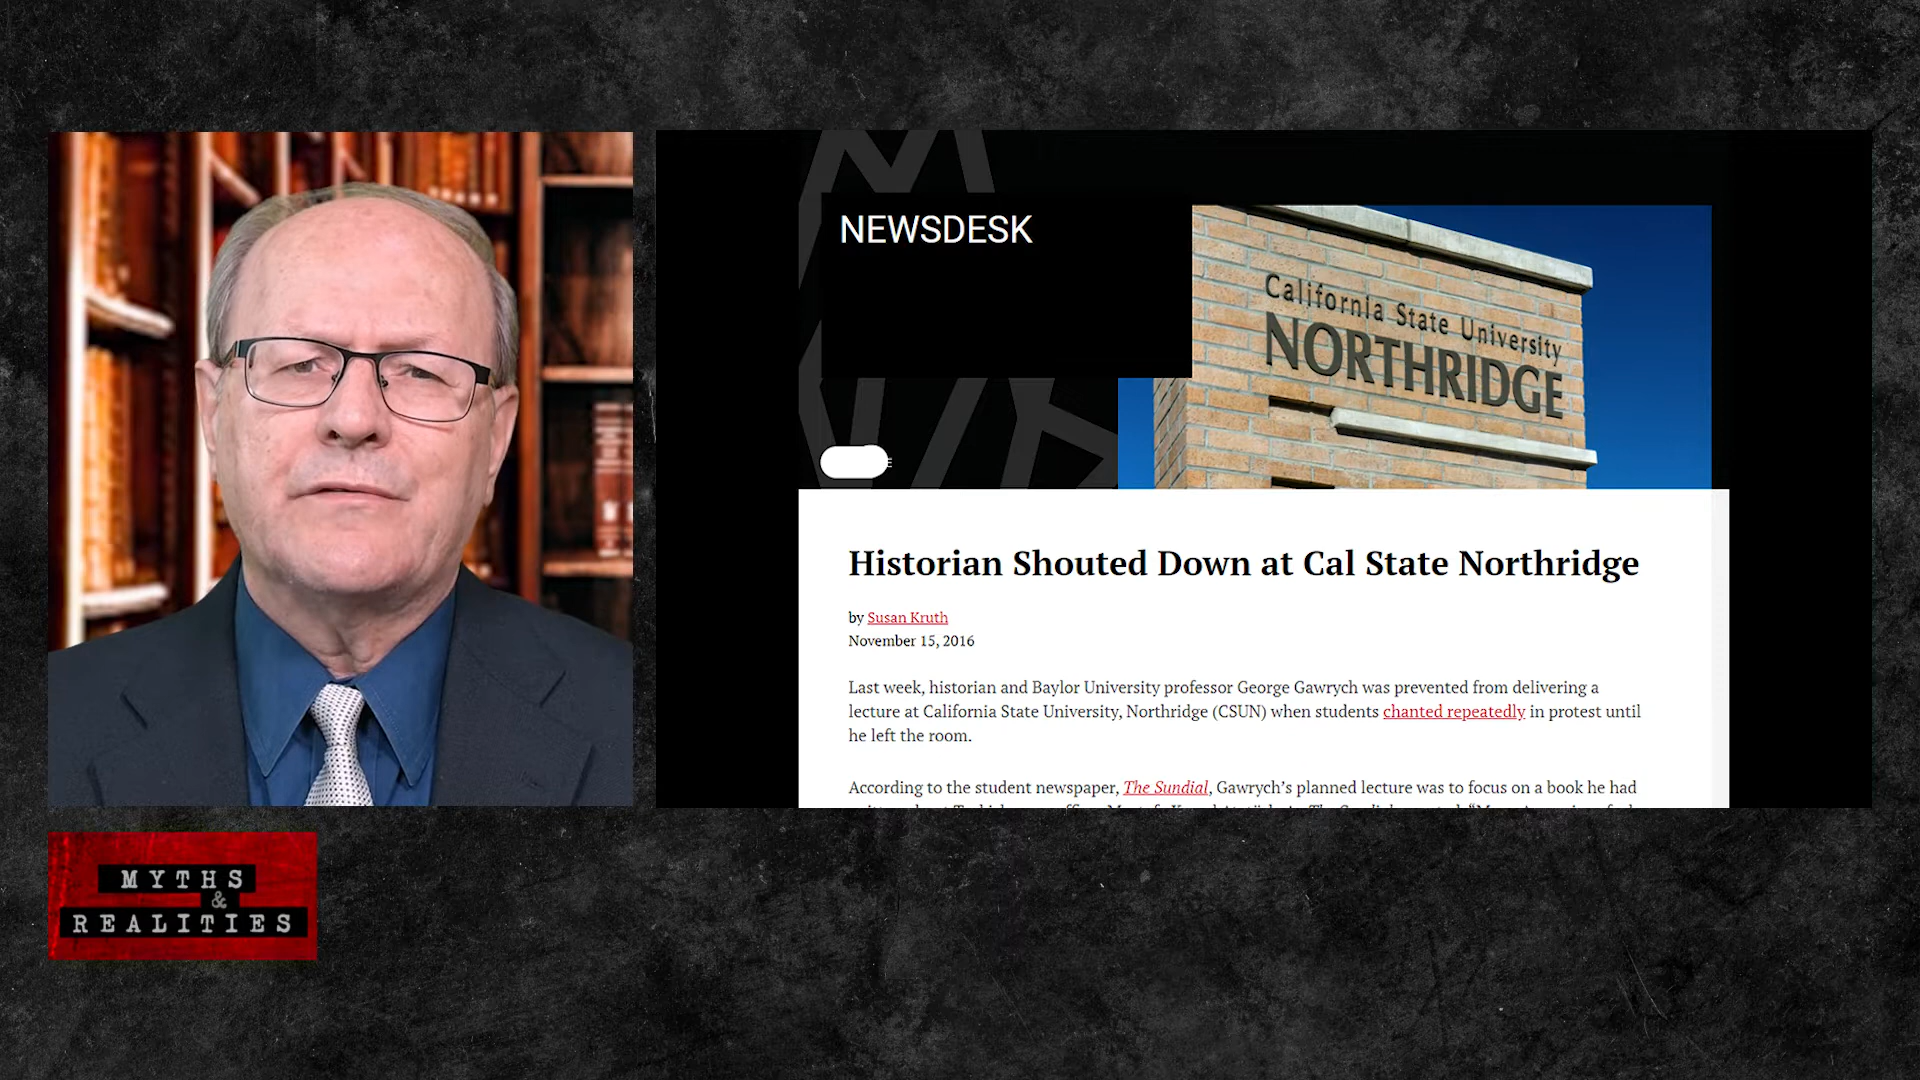 NEWSDESK
California State University
NORTHRIDGE
Historian Shouted Down at Cal State Northridge
by Susan Kruth
November 15, 2016
Last week, historian and Baylor University professor George Gawrych was prevented from delivering a
lecture at California State University, Northridge (CSUN) when students chanted repeatedly in protest until
he left the room.
According to the student newspaper, The Sundial, Gawrych’s planned lecture was to focus on a book he had
MYTHS
&
REALITIES